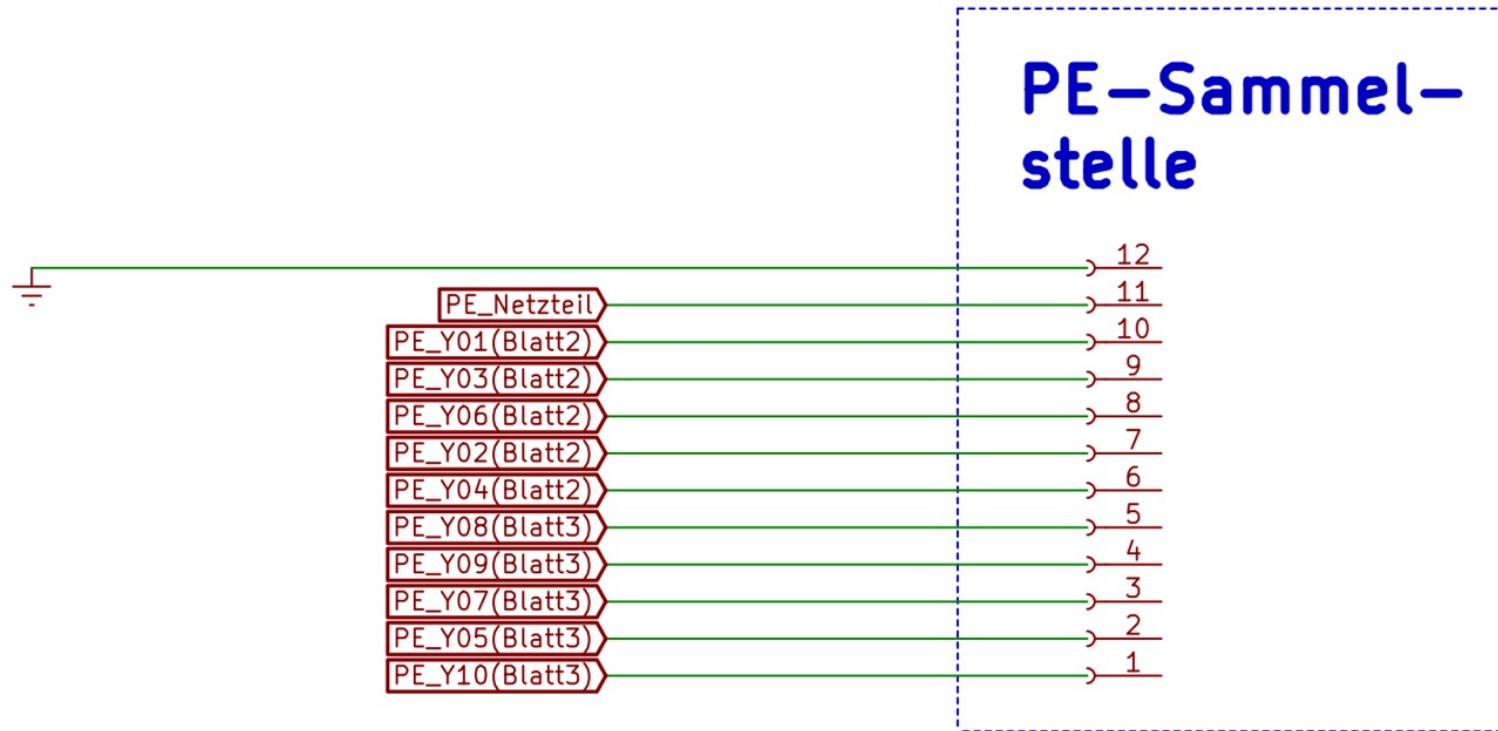 PE-Sammel-
stelle
12
PE_Netzteil 11
PE_Y01(Blatt2) 10
PE_Y03(Blatt2) 9
PE_Y06(Blatt2) 8
PE_Y02(Blatt2) 7
PE_Y04(Blatt2) 6
PE_Y08(Blatt3) 5
PE_Y09(Blatt3) 4
PE_Y07(Blatt3) 3
PE_Y05(Blatt3) 2
PE_Y10(Blatt3) 1